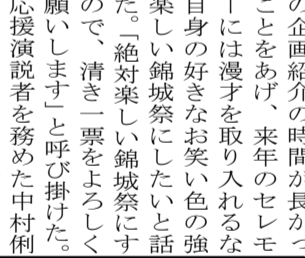 の企画紹介の時間が長かっ
ことをあげ、来年のセレモ
ーには漫才を取り入れるな
自身の好きなお笑い色の強
楽しい錦城祭にしたいと話
た。「絶対楽しい錦城祭にす
ので、清き一票をよろしく
願いします」と呼び掛けた。
応援演説者を務めた中村俐